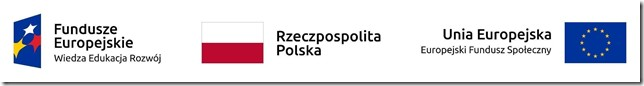 Fundusze
Europejskie
Wiedza Edukacja Rozwój
Rzeczpospolita
Polska
Unia Europejska
Europejski Fundusz Społeczny